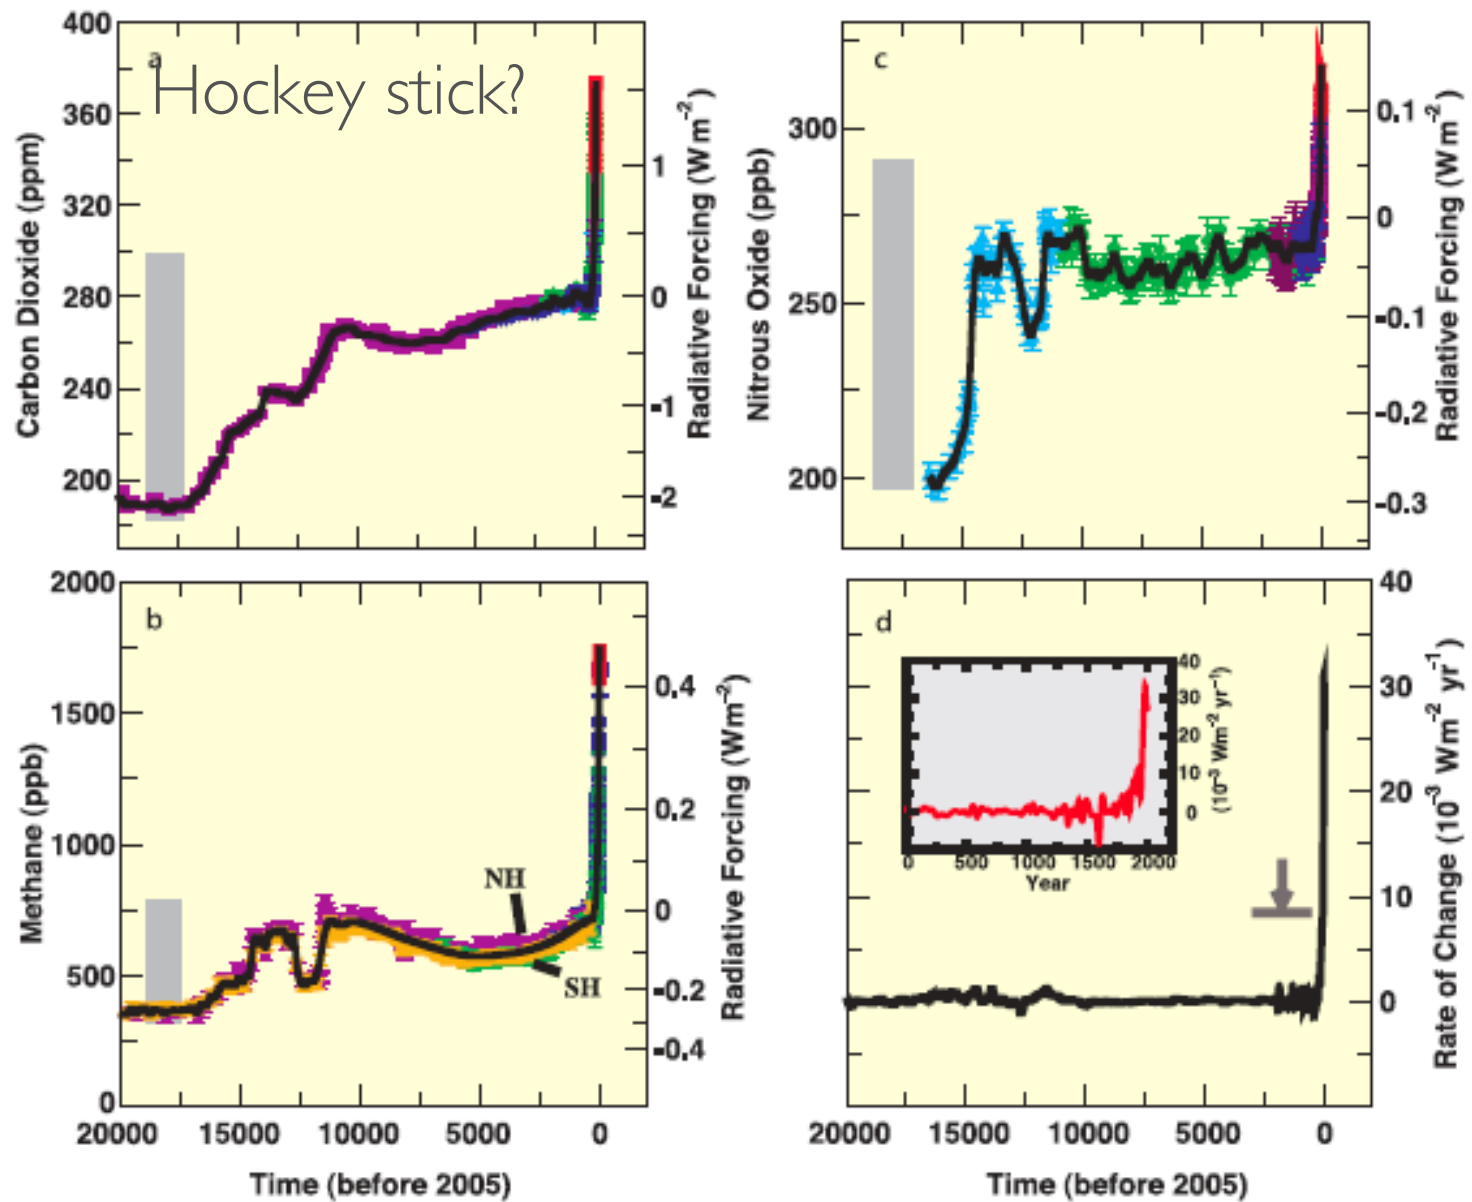 Hockey stick?
a
400
360
320
280
240
200
Carbon Dioxide (ppm)
1
0
-1
-2
Radiative Forcing (Wm⁻²)
c
300
250
200
Nitrous Oxide (ppb)
0.1
0
-0.1
-0.2
-0.3
Radiative Forcing (Wm⁻²)
b
2000
1500
1000
500
0
Methane (ppb)
NH
SH
0.4
0.2
0
-0.2
-0.4
Radiative Forcing (Wm⁻²)
20000 15000 10000 5000 0
Time (before 2005)
d
40
30
20
10
0
(10⁻³ Wm⁻² yr⁻¹)
0 500 1000 1500 2000
Year
40
30
20
10
0
Rate of Change (10⁻³ Wm⁻² yr⁻¹)
20000 15000 10000 5000 0
Time (before 2005)